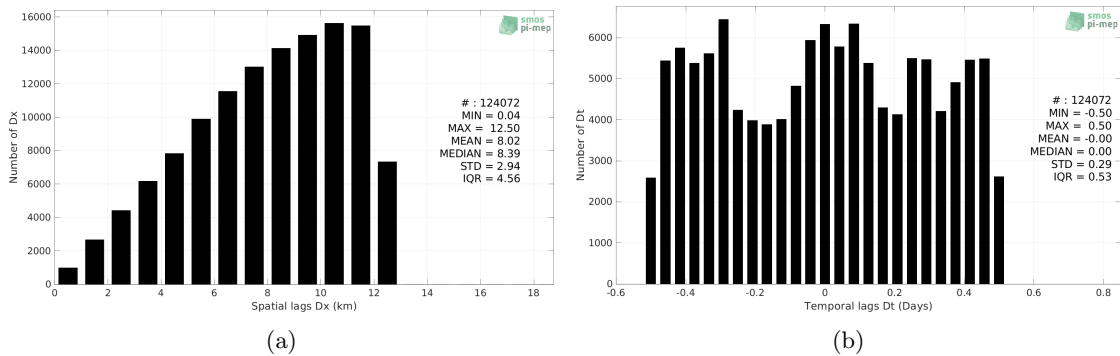 16000
14000
12000
10000
8000
6000
4000
2000
0
Number of Dx
0 2 4 6 8 10 12 14 16 18
Spatial lags Dx (km)
smos
pi-mep
# : 124072
MIN = 0.04
MAX = 12.50
MEAN = 8.02
MEDIAN = 8.39
STD = 2.94
IQR = 4.56
(a)
6000
5000
4000
3000
2000
1000
0
Number of Dt
-0.6 -0.4 -0.2 0 0.2 0.4 0.6 0.8
Temporal lags Dt (Days)
smos
pi-mep
# : 124072
MIN = -0.50
MAX = 0.50
MEAN = -0.00
MEDIAN = 0.00
STD = 0.29
IQR = 0.53
(b)